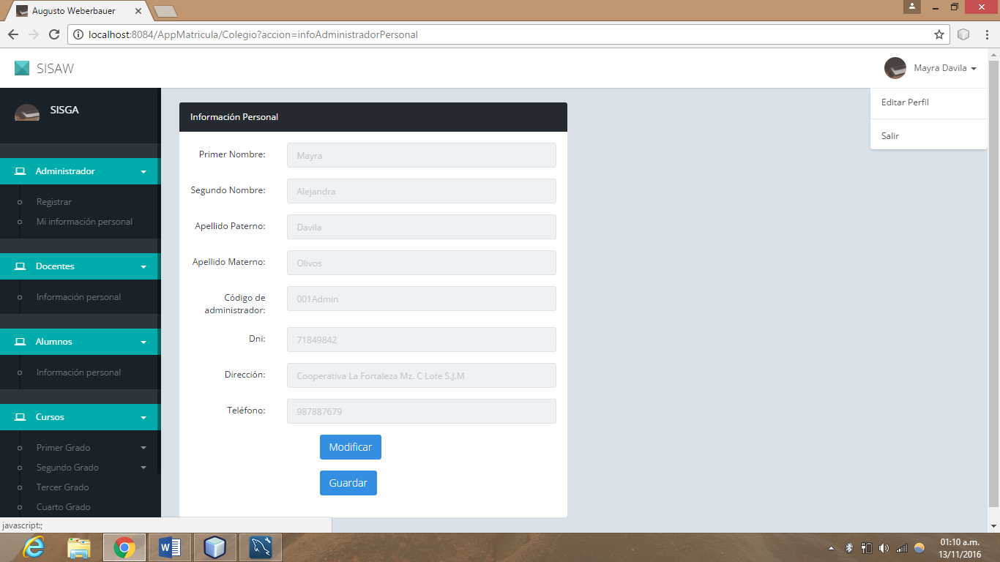 Augusto Weberbauer
localhost:8084/AppMatricula/Colegio?accion=infoAdministradorPersonal
SISAW
Mayra Davila
Editar Perfil
Salir
SISGA
Administrador
Registrar
Mi información personal
Docentes
Información personal
Alumnos
Información personal
Cursos
Primer Grado
Segundo Grado
Tercer Grado
Cuarto Grado
Información Personal
Primer Nombre: Mayra
Segundo Nombre: Alejandra
Apellido Paterno: Davila
Apellido Materno: Olivos
Código de
administrador: 001Admin
Dni: 71849842
Dirección: Cooperativa La Fortaleza Mz. C Lote S.J.M
Teléfono: 987887679
Modificar
Guardar
javascript:;
01:10 a.m.
13/11/2016